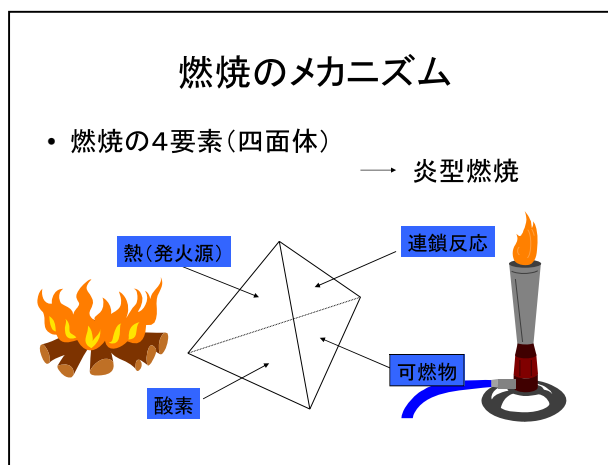 燃焼のメカニズム
• 燃焼の4要素(四面体)
炎型燃焼
熱(発火源)
連鎖反応
可燃物
酸素